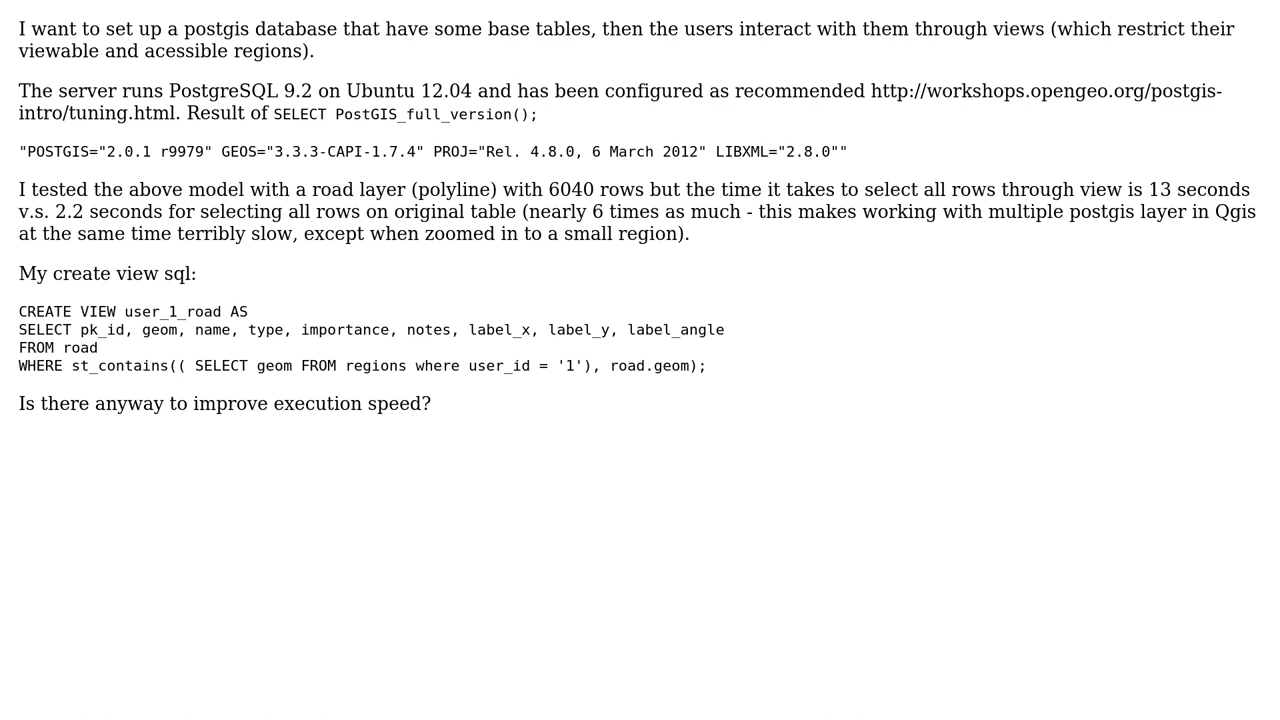 I want to set up a postgis database that have some base tables, then the users interact with them through views (which restrict their
viewable and acessible regions).
The server runs PostgreSQL 9.2 on Ubuntu 12.04 and has been configured as recommended http://workshops.opengeo.org/postgis-
intro/tuning.html. Result of SELECT PostGIS_full_version();
"POSTGIS="2.0.1 r9979" GEOS="3.3.3-CAPI-1.7.4" PROJ="Rel. 4.8.0, 6 March 2012" LIBXML="2.8.0""
I tested the above model with a road layer (polyline) with 6040 rows but the time it takes to select all rows through view is 13 seconds
v.s. 2.2 seconds for selecting all rows on original table (nearly 6 times as much - this makes working with multiple postgis layer in Qgis
at the same time terribly slow, except when zoomed in to a small region).
My create view sql:
CREATE VIEW user_1_road AS
SELECT pk_id, geom, name, type, importance, notes, label_x, label_y, label_angle
FROM road
WHERE st_contains(( SELECT geom FROM regions where user_id = '1'), road.geom);
Is there anyway to improve execution speed?